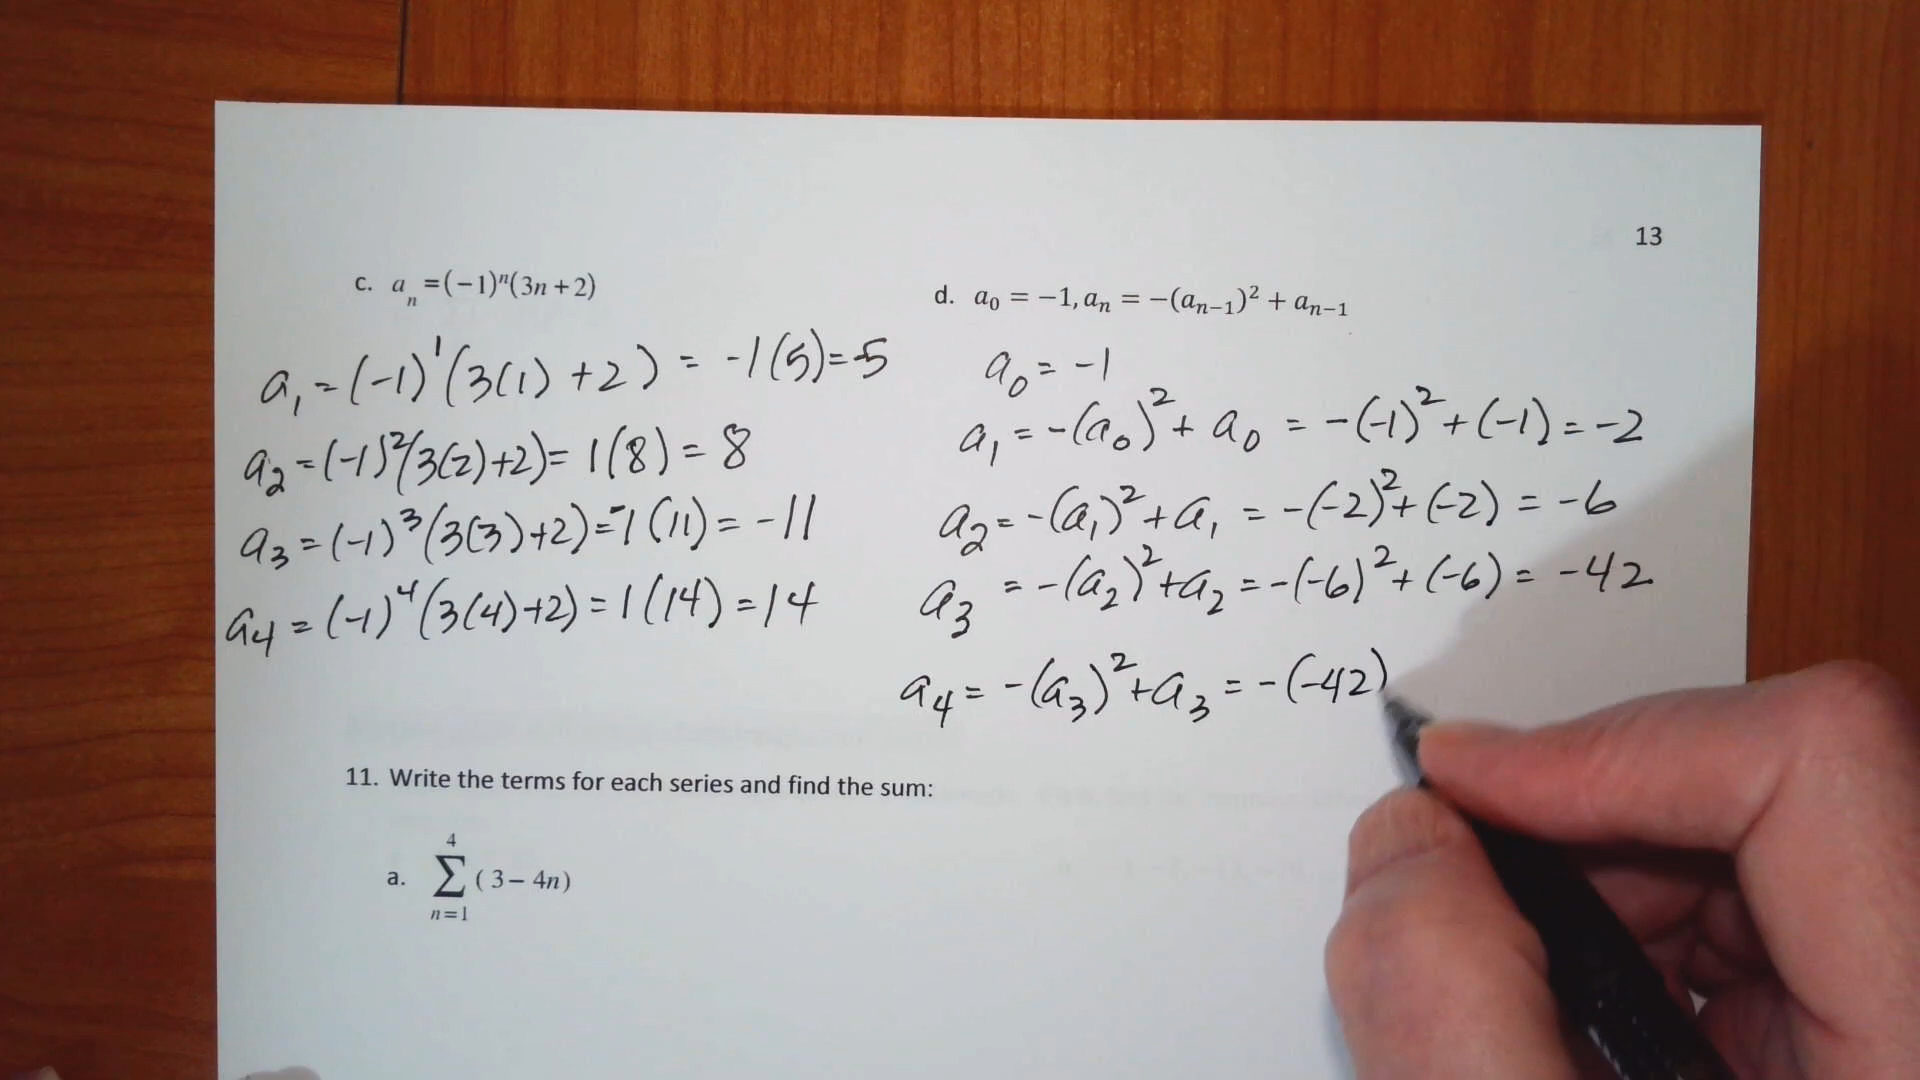 13
c. aₙ = (−1)ⁿ(3n + 2)
a₁ = (-1)¹(3(1) + 2) = -1(5) = -5
a₂ = (-1)²(3(2)+2) = 1(8) = 8
a₃ = (-1)³(3(3)+2) = -1(11) = -11
a₄ = (-1)⁴(3(4)+2) = 1(14) = 14
d. a₀ = −1, aₙ = −(aₙ₋₁)² + aₙ₋₁
a₀ = -1
a₁ = -(a₀)² + a₀ = -(-1)² + (-1) = -2
a₂ = -(a₁)² + a₁ = -(-2)² + (-2) = -6
a₃ = -(a₂)² + a₂ = -(-6)² + (-6) = -42
a₄ = -(a₃)² + a₃ = -(-42)
11. Write the terms for each series and find the sum:
4
a. Σ (3 − 4n)
n=1